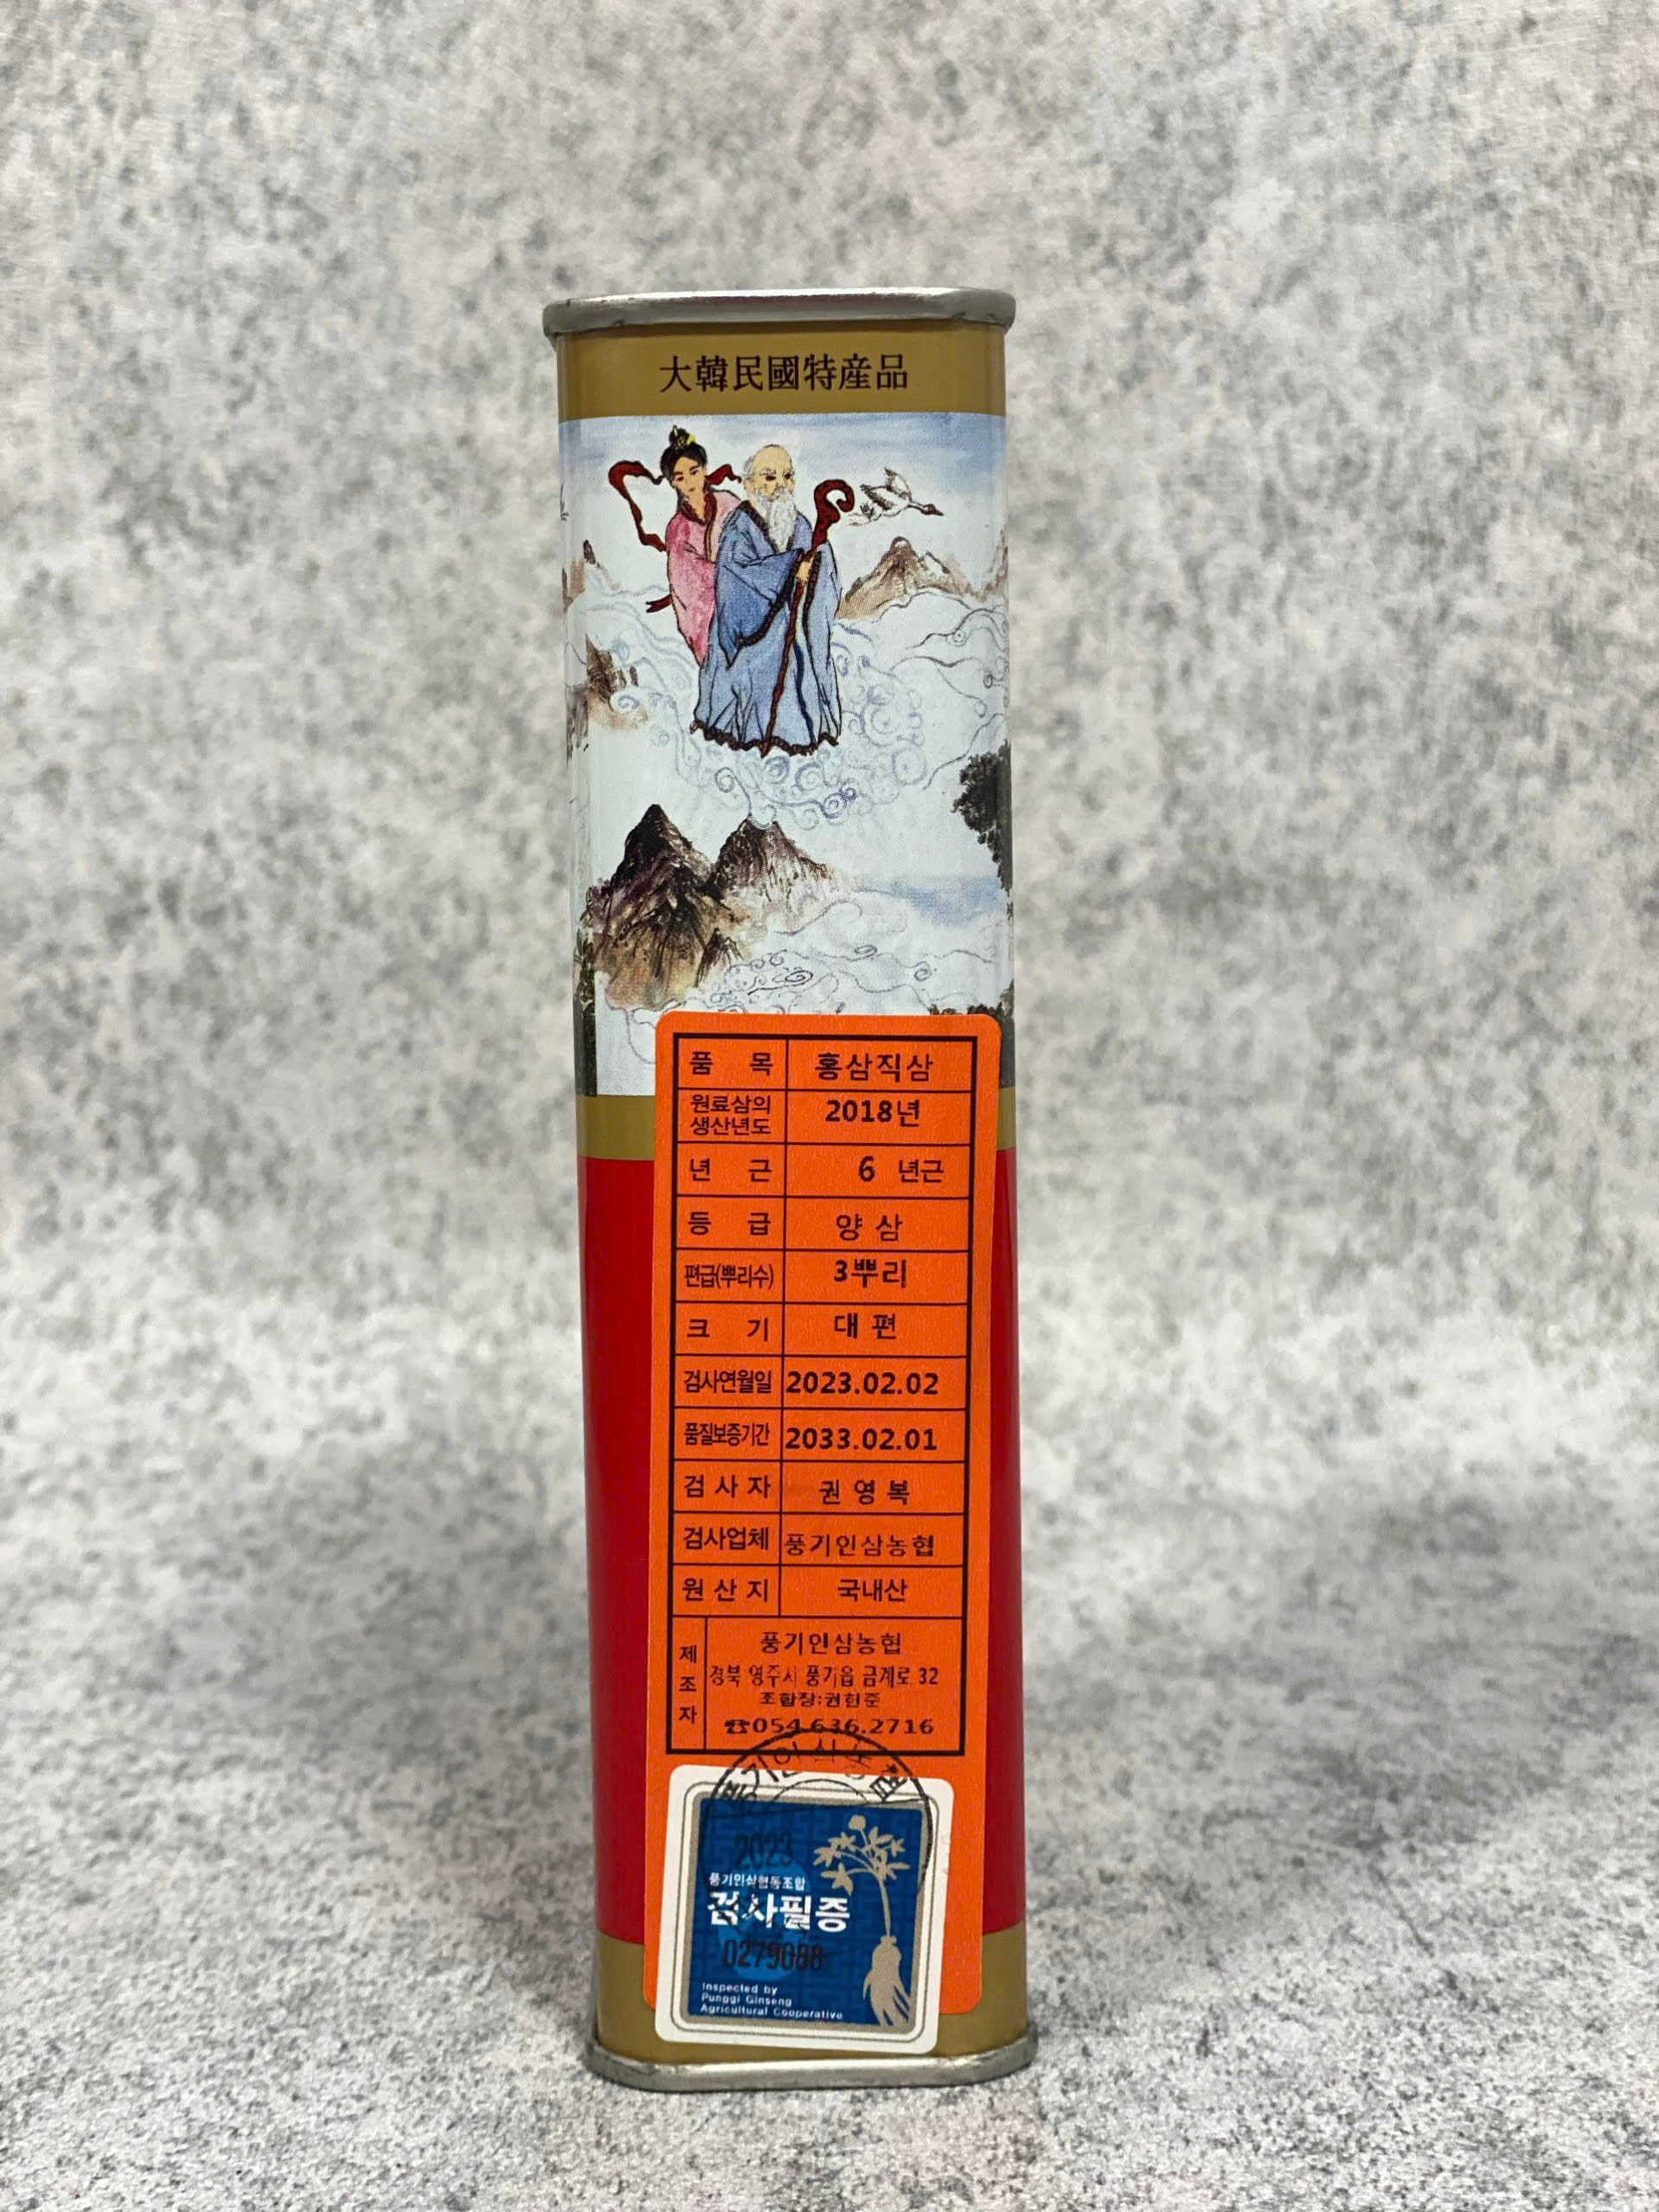 大韓民國特産品
품 목 홍삼직삼
원료삼의 생산년도 2018년
년 근 6 년근
등 급 양 삼
편급(뿌리수) 3뿌리
크 기 대 편
검사연월일 2023.02.02
품질보증기간 2033.02.01
검 사 자 권 영 복
검사업체 풍기인삼농협
원 산 지 국내산
제조자 풍기인삼농협
경북 영주시 풍기읍 금계로 32
조합장:권헌준
☎054.636.2716
2023
풍기인삼협동조합
검사필증
Inspected by
Punggi Ginseng
Agricultural Cooperative